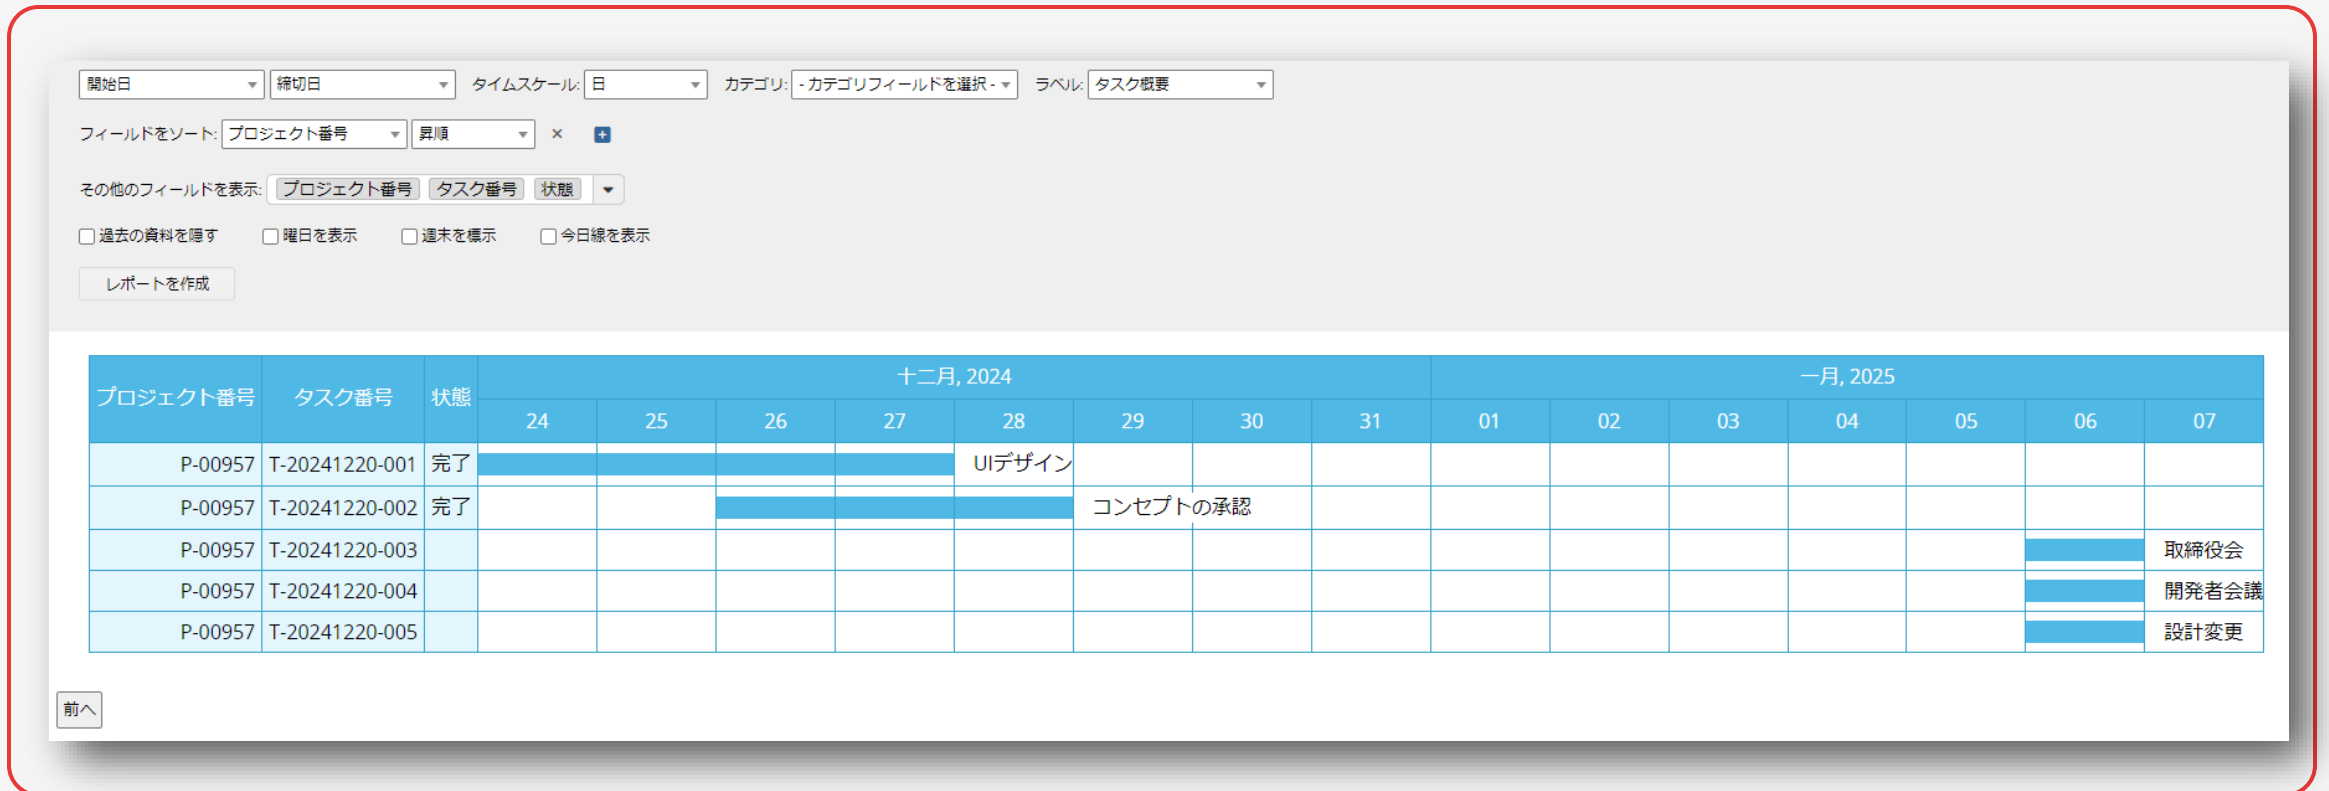 開始日 締切日 タイムスケール: 日 カテゴリ: - カテゴリフィールドを選択 - ラベル: タスク概要
フィールドをソート: プロジェクト番号 昇順 × +
その他のフィールドを表示: プロジェクト番号 タスク番号 状態
過去の資料を隠す 曜日を表示 週末を標示 今日線を表示
レポートを作成
プロジェクト番号 タスク番号 状態 十二月, 2024 一月, 2025
24 25 26 27 28 29 30 31 01 02 03 04 05 06 07
P-00957 T-20241220-001 完了 UIデザイン
P-00957 T-20241220-002 完了 コンセプトの承認
P-00957 T-20241220-003 取締役会
P-00957 T-20241220-004 開発者会議
P-00957 T-20241220-005 設計変更
前へ